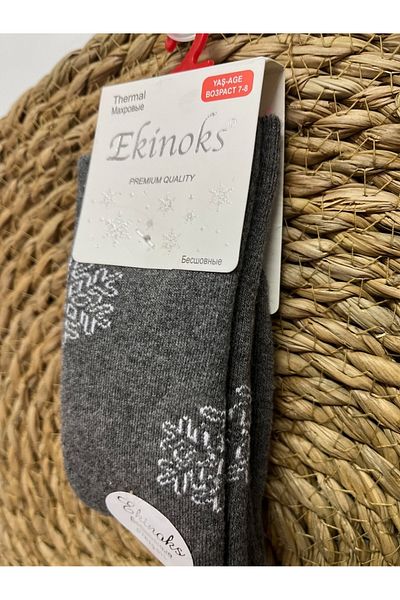 YAŞ-AGE
ВОЗРАСТ 7-8
Thermal
Махровые
Ekinoks
PREMIUM QUALITY
Бесшовные
Ekinoks